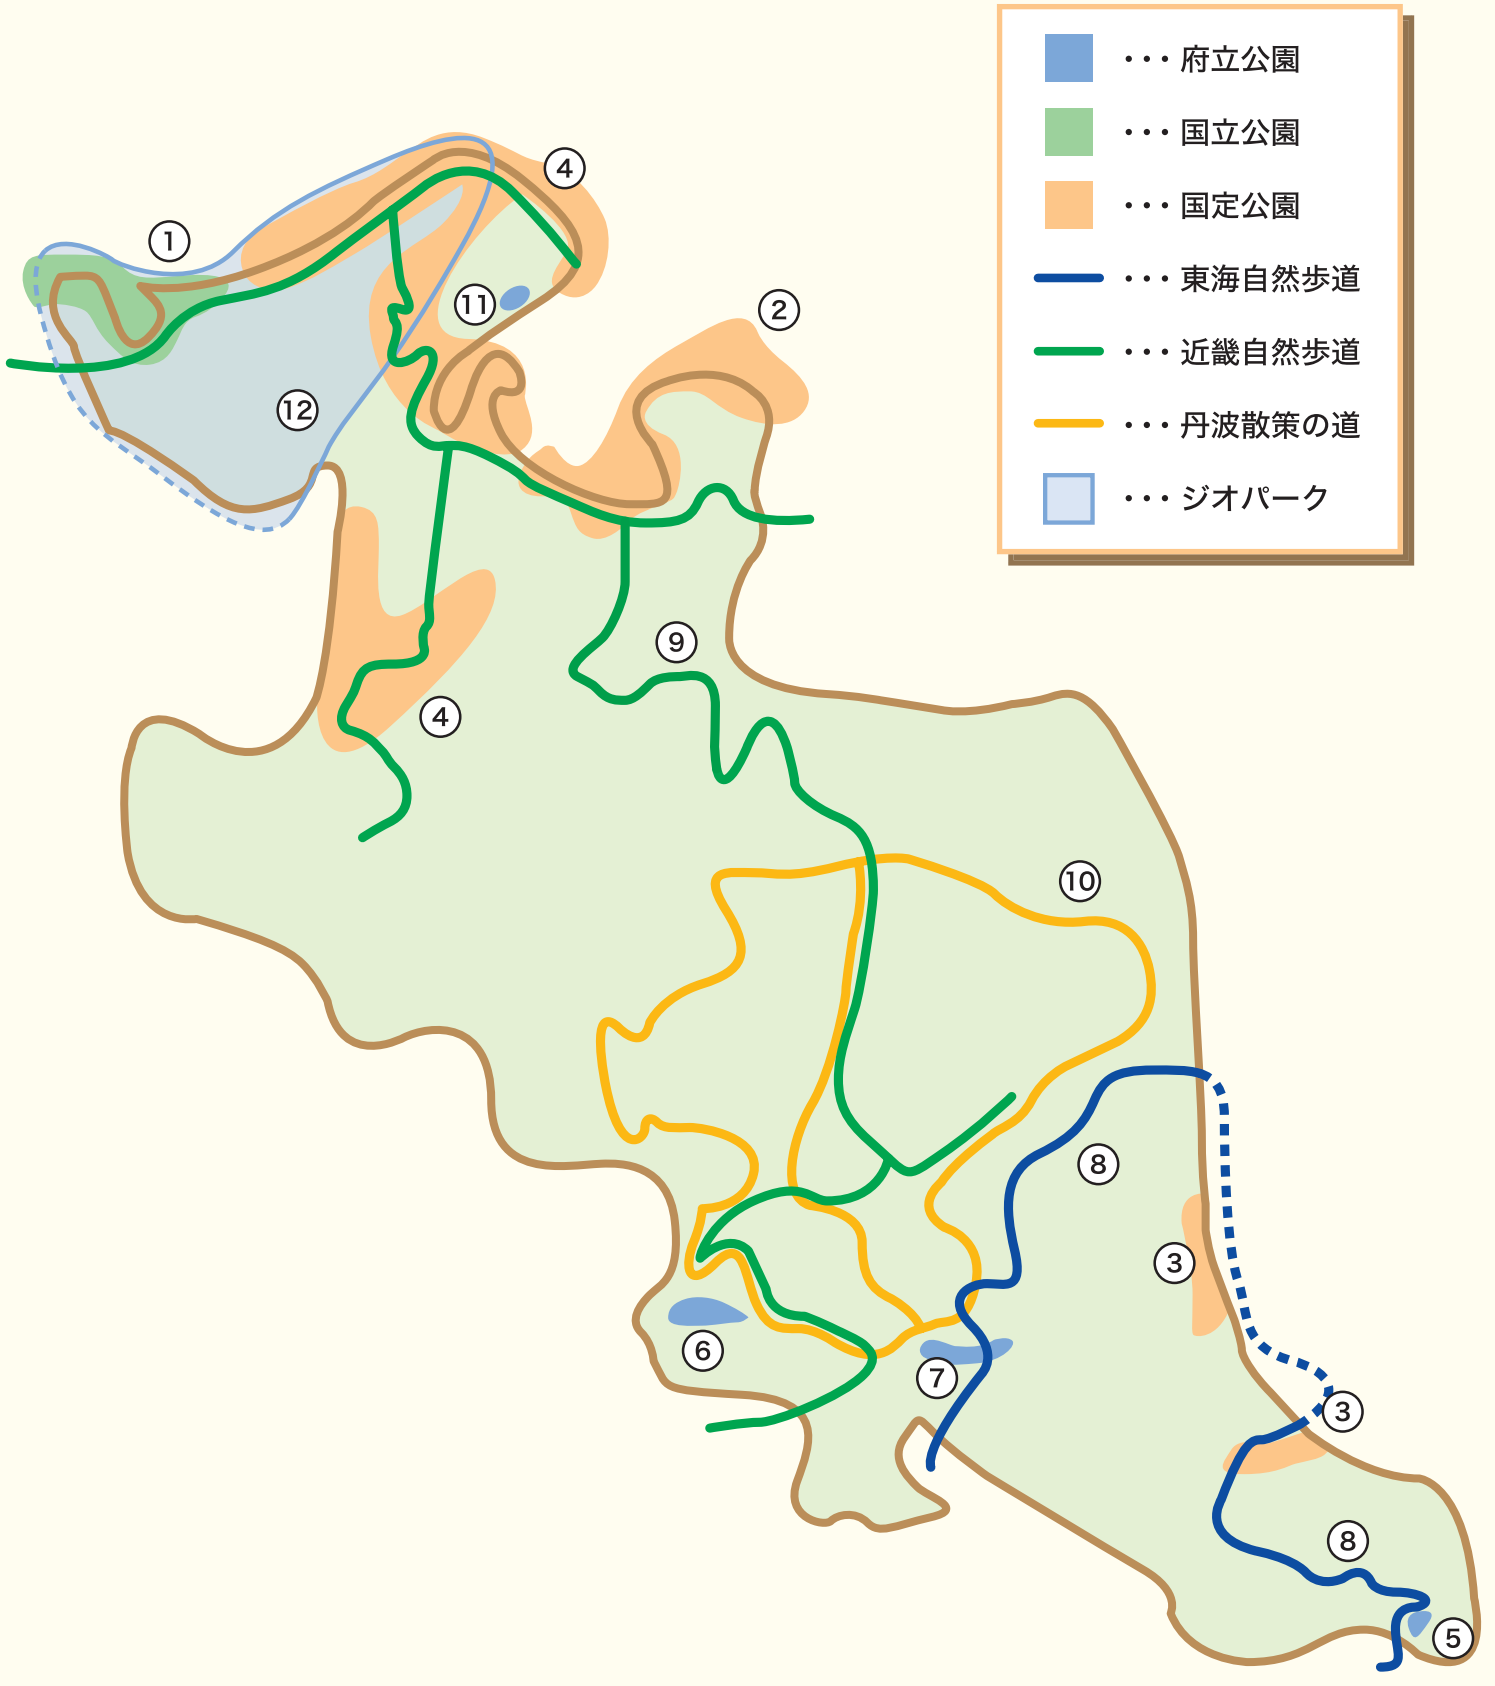 ・・・府立公園
・・・国立公園
・・・国定公園
・・・東海自然歩道
・・・近畿自然歩道
・・・丹波散策の道
・・・ジオパーク
④
①
⑪
②
⑫
⑨
④
⑩
⑧
③
⑥
⑦
③
⑧
⑤